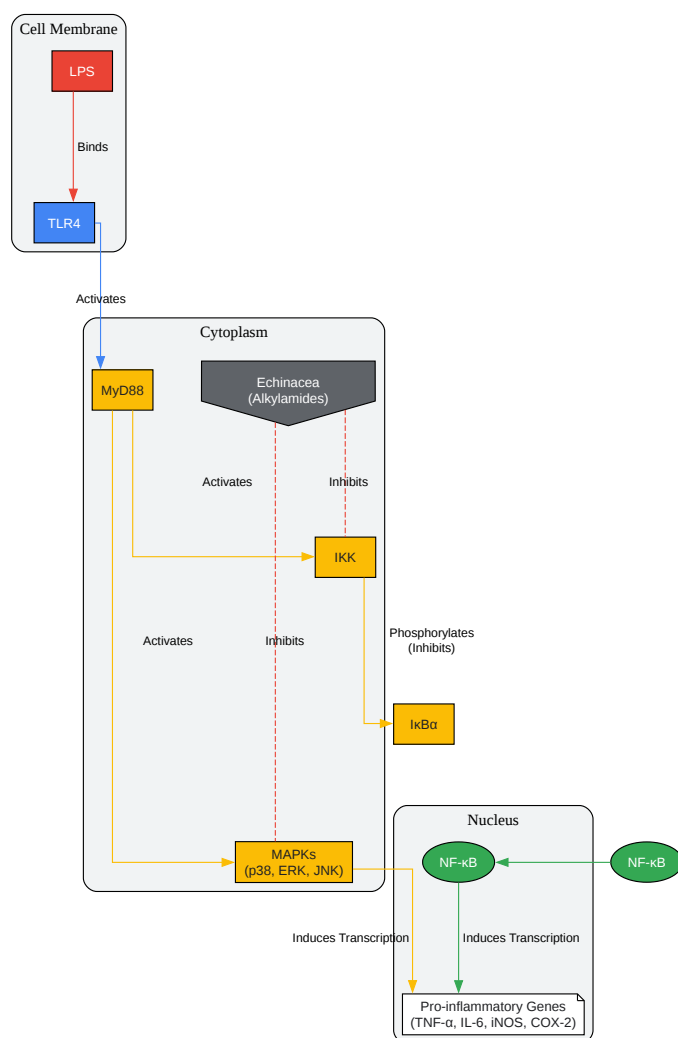 Cell Membrane
LPS
Binds
TLR4
Activates
Cytoplasm
MyD88
Echinacea
(Alkylamides)
Activates
Inhibits
IKK
Activates
Inhibits
Phosphorylates
(Inhibits)
IκBα
Nucleus
MAPKs
(p38, ERK, JNK)
NF-κB
NF-κB
Induces Transcription
Induces Transcription
Pro-inflammatory Genes
(TNF-α, IL-6, iNOS, COX-2)